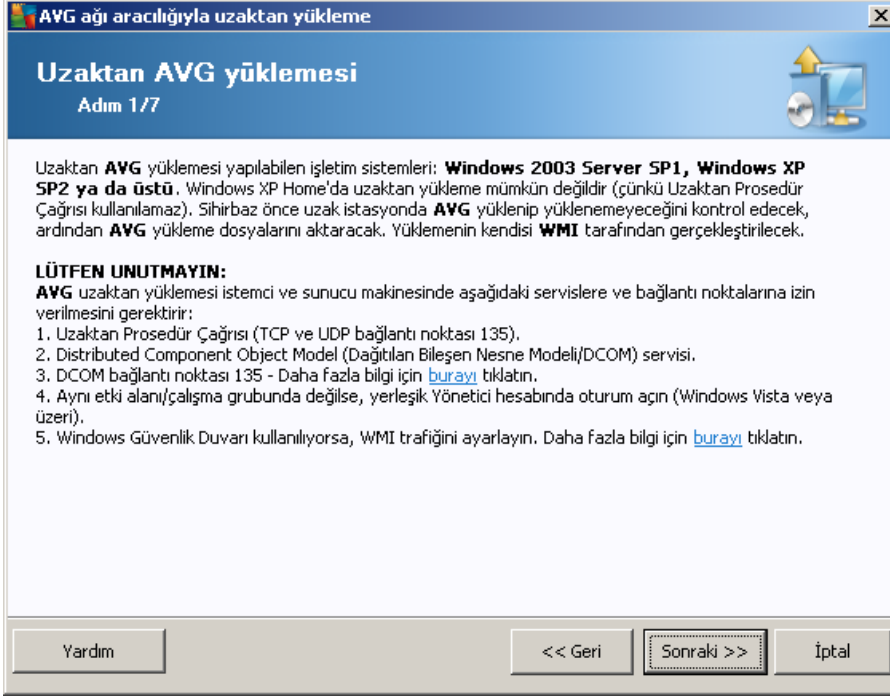 AVG ağı aracılığıyla uzaktan yükleme
Uzaktan AVG yüklemesi
Adım 1/7
Uzaktan AVG yüklemesi yapılabilen işletim sistemleri: Windows 2003 Server SP1, Windows XP
SP2 ya da üstü. Windows XP Home'da uzaktan yükleme mümkün değildir (çünkü Uzaktan Prosedür
Çağrısı kullanılamaz). Sihirbaz önce uzak istasyonda AVG yüklenip yüklenemeyeceğini kontrol edecek,
ardından AVG yükleme dosyalarını aktaracak. Yüklemenin kendisi WMI tarafından gerçekleştirilecek.
LÜTFEN UNUTMAYIN:
AVG uzaktan yüklemesi istemci ve sunucu makinesinde aşağıdaki servislere ve bağlantı noktalarına izin
verilmesini gerektirir:
1. Uzaktan Prosedür Çağrısı (TCP ve UDP bağlantı noktası 135).
2. Distributed Component Object Model (Dağıtılan Bileşen Nesne Modeli/DCOM) servisi.
3. DCOM bağlantı noktası 135 - Daha fazla bilgi için burayı tıklatın.
4. Aynı etki alanı/çalışma grubunda değilse, yerleşik Yönetici hesabında oturum açın (Windows Vista veya
üzeri).
5. Windows Güvenlik Duvarı kullanılıyorsa, WMI trafiğini ayarlayın. Daha fazla bilgi için burayı tıklatın.
Yardım
<< Geri
Sonraki >>
İptal